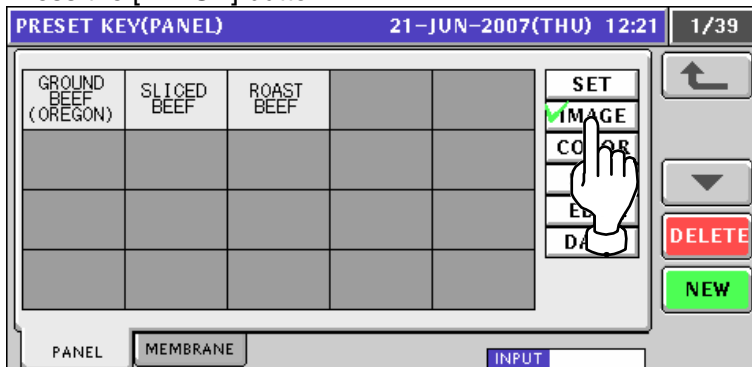 PRESET KEY(PANEL) 21-JUN-2007(THU) 12:21 1/39
GROUND
BEEF
(OREGON)
SLICED
BEEF
ROAST
BEEF
SET
IMAGE
DELETE
NEW
PANEL
MEMBRANE
INPUT